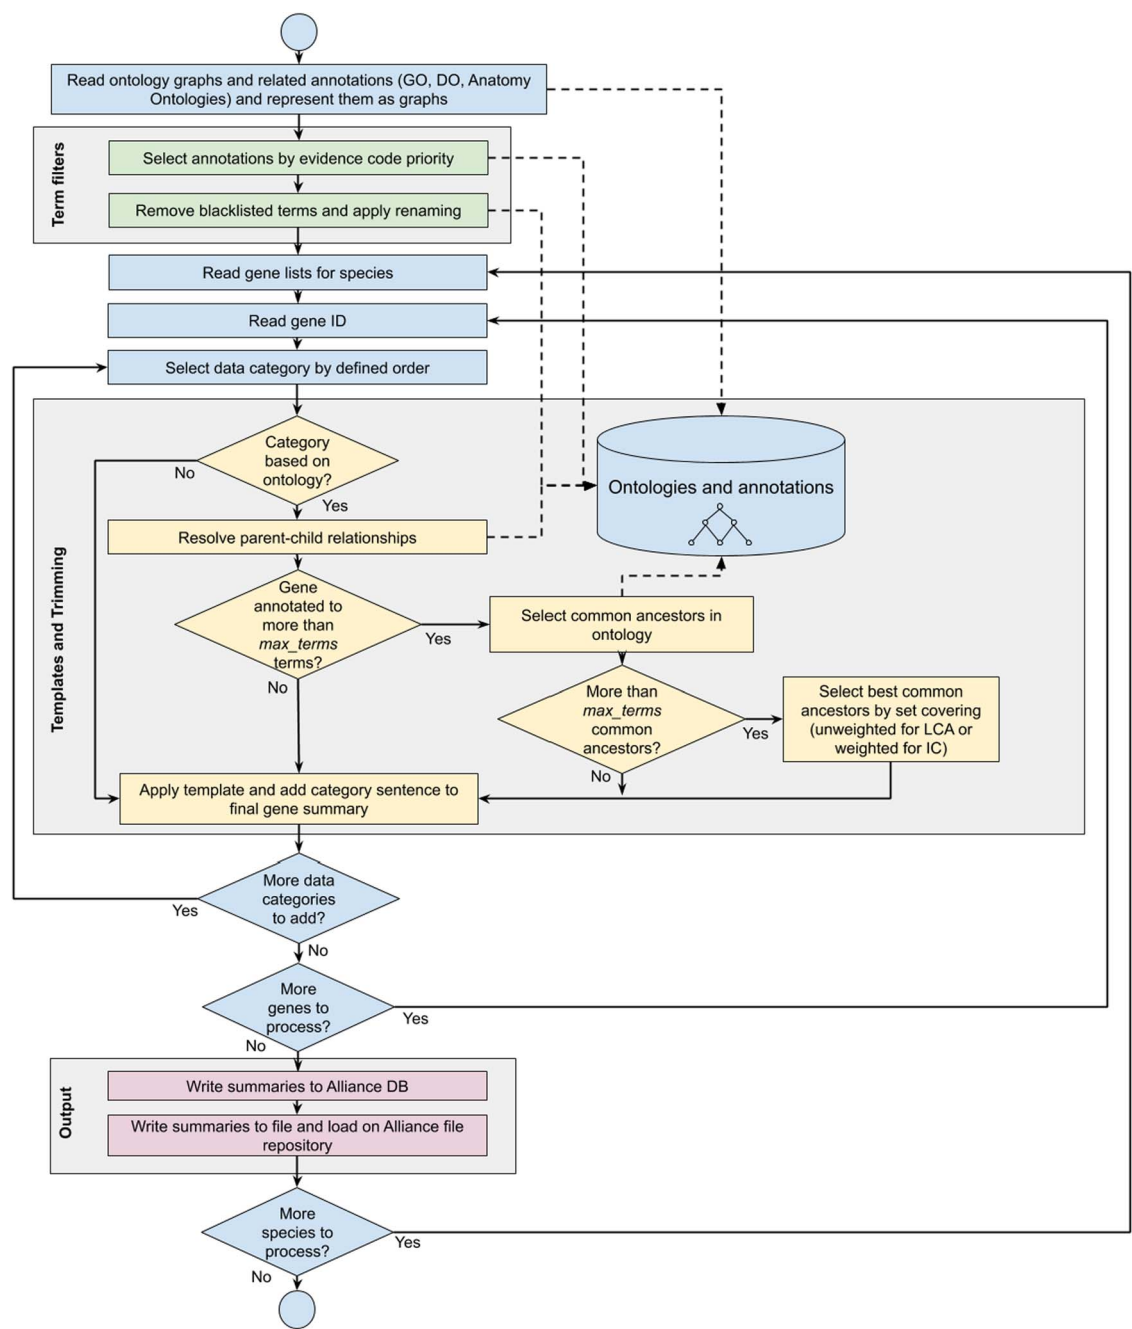 Read ontology graphs and related annotations (GO, DO, Anatomy
Ontologies) and represent them as graphs
Term filters
Select annotations by evidence code priority
Remove blacklisted terms and apply renaming
Read gene lists for species
Read gene ID
Select data category by defined order
Templates and Trimming
Category
based on
ontology?
No
Yes
Ontologies and annotations
Resolve parent-child relationships
Gene
annotated to
more than
max_terms
terms?
Yes
No
Select common ancestors in
ontology
More than
max_terms
common
ancestors?
Yes
No
Select best common
ancestors by set covering
(unweighted for LCA or
weighted for IC)
Apply template and add category sentence to
final gene summary
More data
categories
to add?
Yes
No
More
genes to
process?
Yes
No
Output
Write summaries to Alliance DB
Write summaries to file and load on Alliance file
repository
More
species to
process?
Yes
No